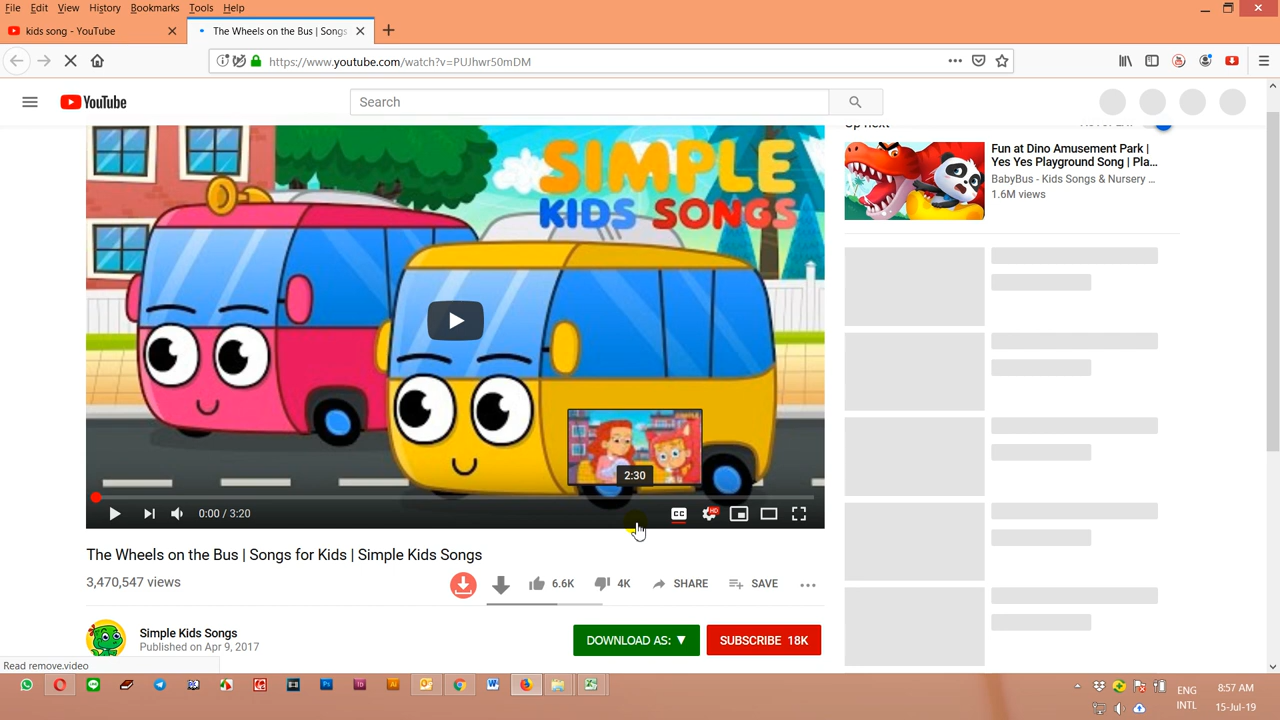 File Edit View History Bookmarks Tools Help
kids song - YouTube
The Wheels on the Bus | Songs
https://www.youtube.com/watch?v=PUJhwr50mDM
YouTube
Search
Up next
SIMPLE
KIDS SONGS
Fun at Dino Amusement Park |
Yes Yes Playground Song | Pla...
BabyBus - Kids Songs & Nursery ...
1.6M views
2:30
0:00 / 3:20
CC
HD
The Wheels on the Bus | Songs for Kids | Simple Kids Songs
3,470,547 views
6.6K
4K
SHARE
SAVE
Simple Kids Songs
Published on Apr 9, 2017
DOWNLOAD AS: ▼
SUBSCRIBE 18K
Read remove.video
ENG
INTL
8:57 AM
15-Jul-19